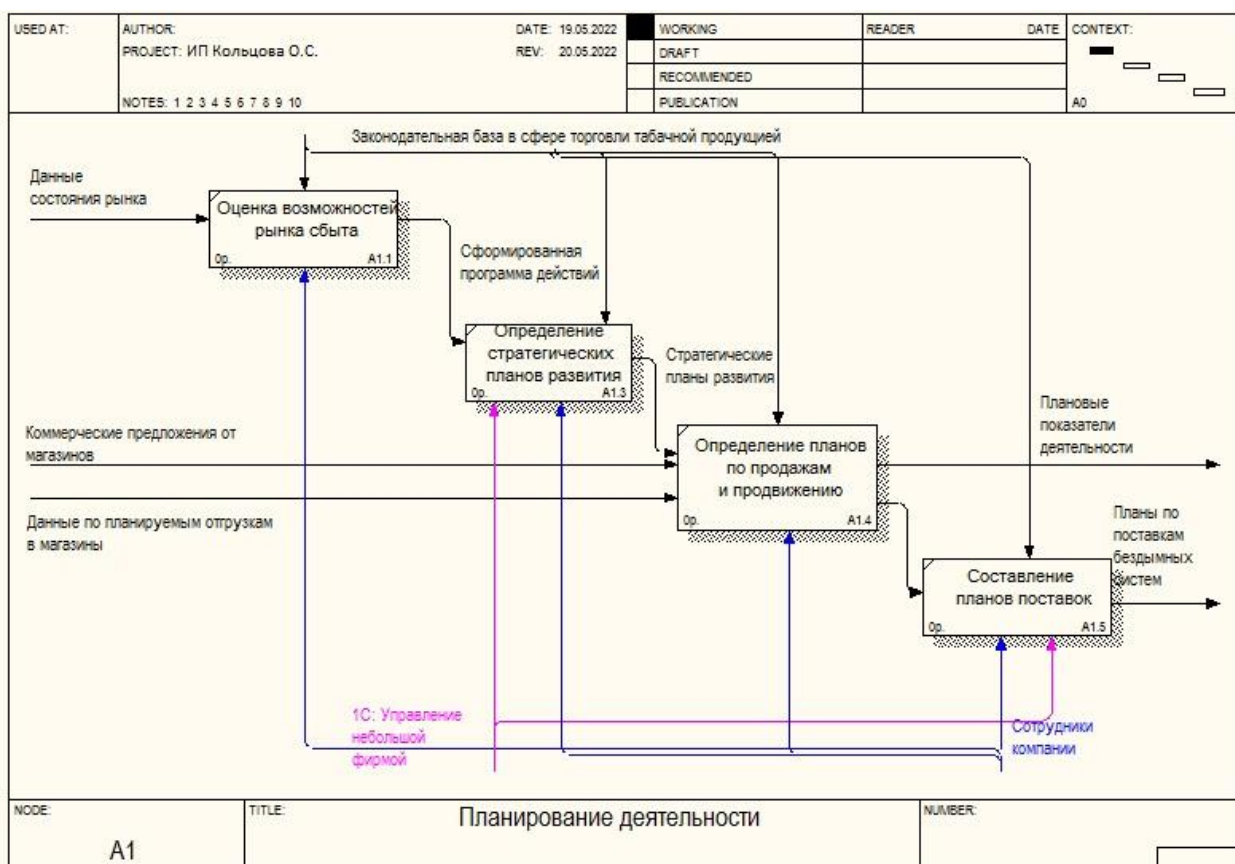 USED AT:
AUTHOR:
DATE: 19.05.2022
PROJECT: ИП Кольцова О.С.
REV: 20.05.2022
NOTES: 1 2 3 4 5 6 7 8 9 10
WORKING
DRAFT
RECOMMENDED
PUBLICATION
READER
DATE
CONTEXT:
A0
Законодательная база в сфере торговли табачной продукцией
Данные
состояния рынка
Оценка возможностей
рынка сбыта
0р.
A1.1
Сформированная
программа действий
Определение
стратегических
планов развития
0р.
A1.3
Стратегические
планы развития
Коммерческие предложения от
магазинов
Определение планов
по продажам
и продвижению
0р.
A1.4
Плановые
показатели
деятельности
Данные по планируемым отгрузкам
в магазины
Составление
планов поставок
0р.
A1.5
Планы по
поставкам
бездымных
систем
1С: Управление
небольшой
фирмой
Сотрудники
компании
NODE:
A1
TITLE:
Планирование деятельности
NUMBER: